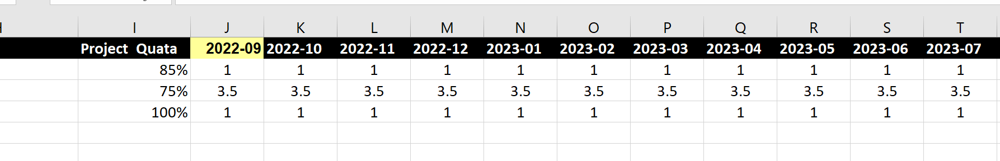 I J K L M N O P Q R S T
Project Quata 2022-09 2022-10 2022-11 2022-12 2023-01 2023-02 2023-03 2023-04 2023-05 2023-06 2023-07
85% 1 1 1 1 1 1 1 1 1 1 1
75% 3.5 3.5 3.5 3.5 3.5 3.5 3.5 3.5 3.5 3.5 3.5
100% 1 1 1 1 1 1 1 1 1 1 1